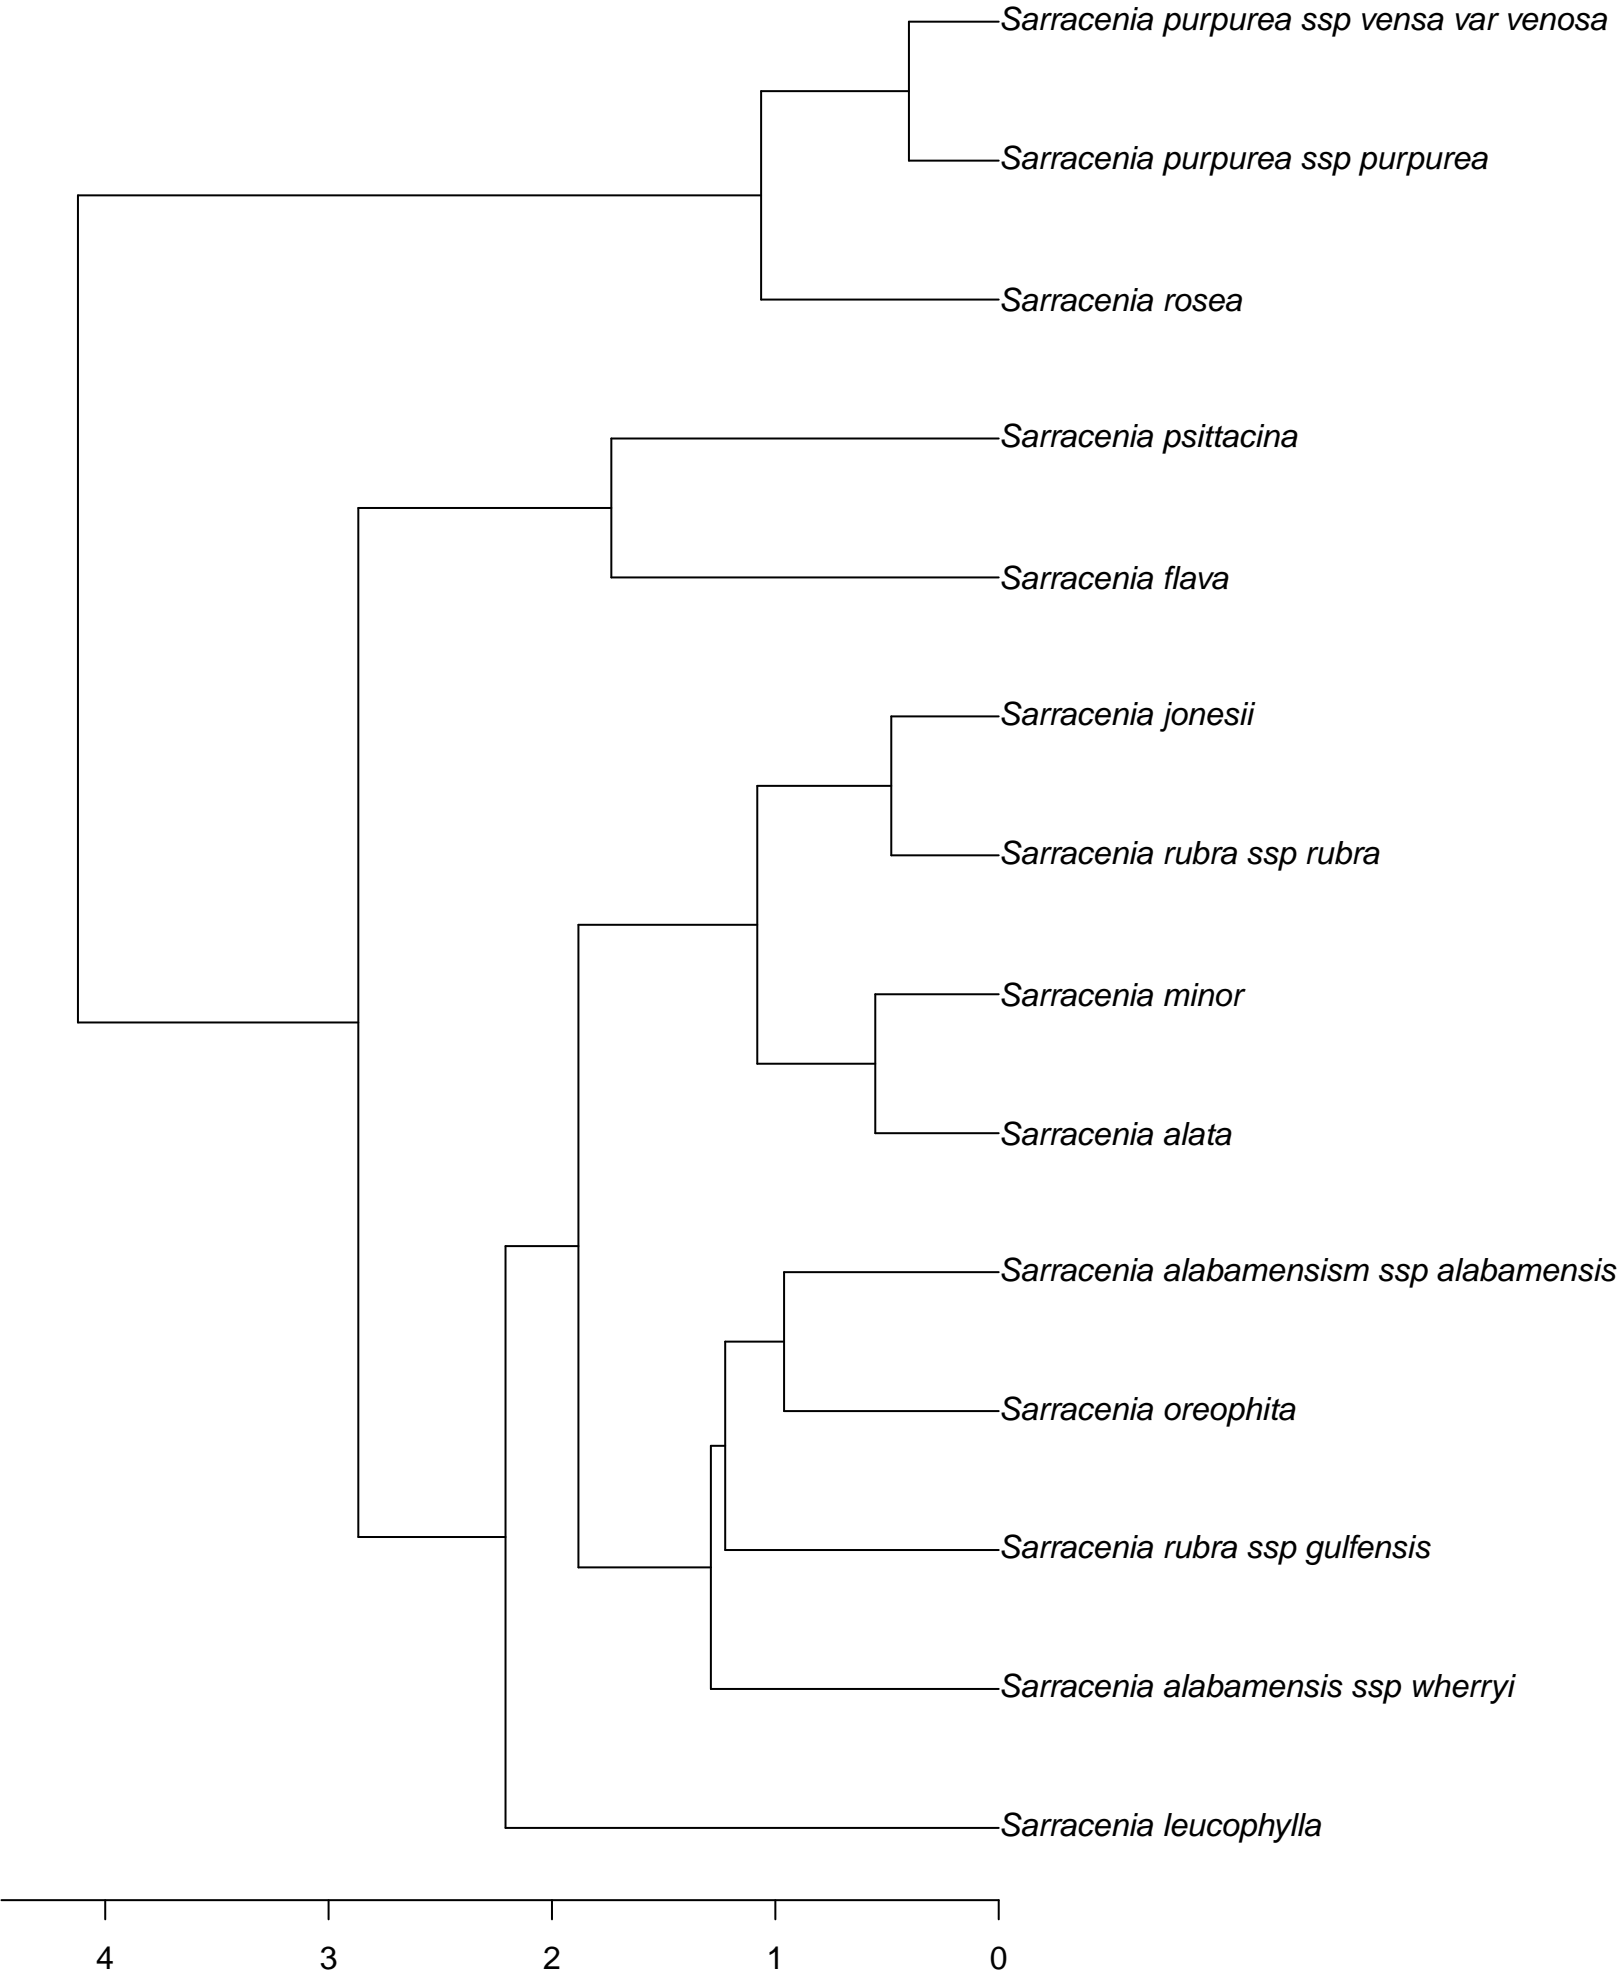 Sarracenia purpurea ssp vensa var venosa
Sarracenia purpurea ssp purpurea
Sarracenia rosea
Sarracenia psittacina
Sarracenia flava
Sarracenia jonesii
Sarracenia rubra ssp rubra
Sarracenia minor
Sarracenia alata
Sarracenia alabamensism ssp alabamensis
Sarracenia oreophita
Sarracenia rubra ssp gulfensis
Sarracenia alabamensis ssp wherryi
Sarracenia leucophylla
4 3 2 1 0